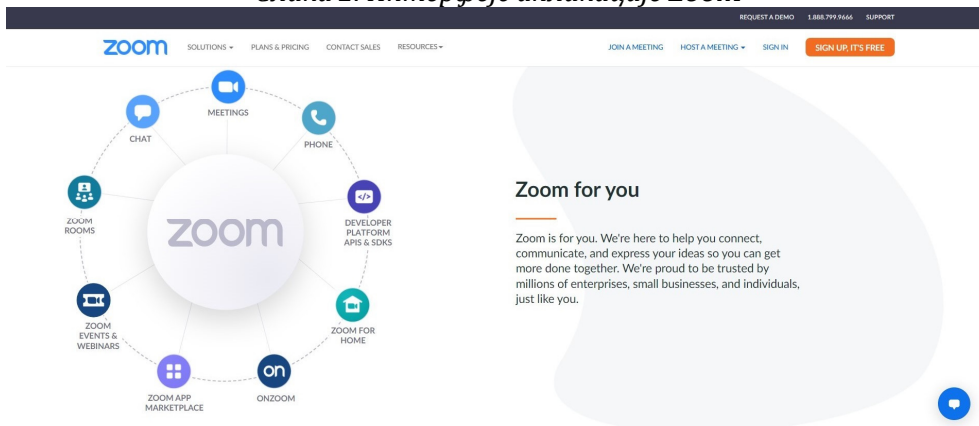 Слика Интерфејс апликације Zoom
REQUEST A DEMO 1.888.799.9666 SUPPORT
zoom SOLUTIONS PLANS & PRICING CONTACT SALES RESOURCES JOIN A MEETING HOST A MEETING SIGN IN SIGN UP, IT'S FREE
MEETINGS
CHAT
PHONE
ZOOM
ROOMS
zoom
DEVELOPER
PLATFORM
APIS & SDKS
ZOOM
EVENTS &
WEBINARS
ZOOM FOR
HOME
ZOOM APP
MARKETPLACE
on
ONZOOM
Zoom for you
Zoom is for you. We're here to help you connect,
communicate, and express your ideas so you can get
more done together. We're proud to be trusted by
millions of enterprises, small businesses, and individuals,
just like you.